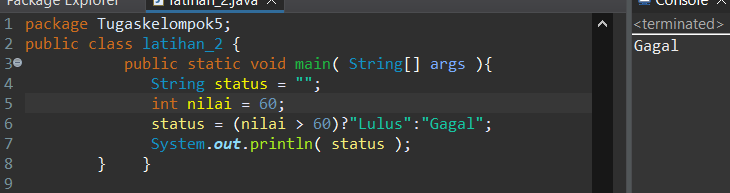 Package Explorer
latihan_2.java
Console
<terminated>
Gagal
1 package Tugaskelompok5;
2 public class latihan_2 {
3 public static void main( String[] args ){
4 String status = "";
5 int nilai = 60;
6 status = (nilai > 60)?"Lulus":"Gagal";
7 System.out.println( status );
8 } }
9